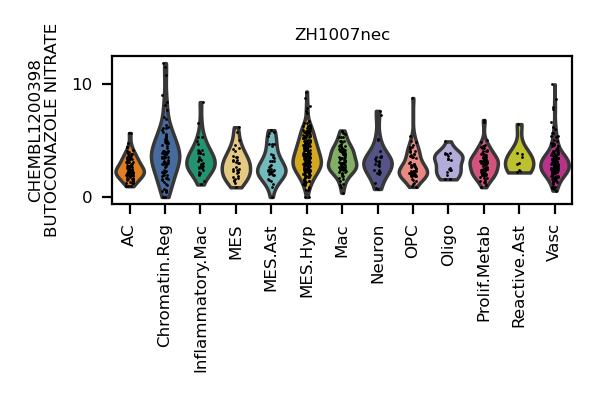 ZH1007nec
CHEMBL1200398
BUTOCONAZOLE NITRATE
10
0
AC
Chromatin.Reg
Inflammatory.Mac
MES
MES.Ast
MES.Hyp
Mac
Neuron
OPC
Oligo
Prolif.Metab
Reactive.Ast
Vasc